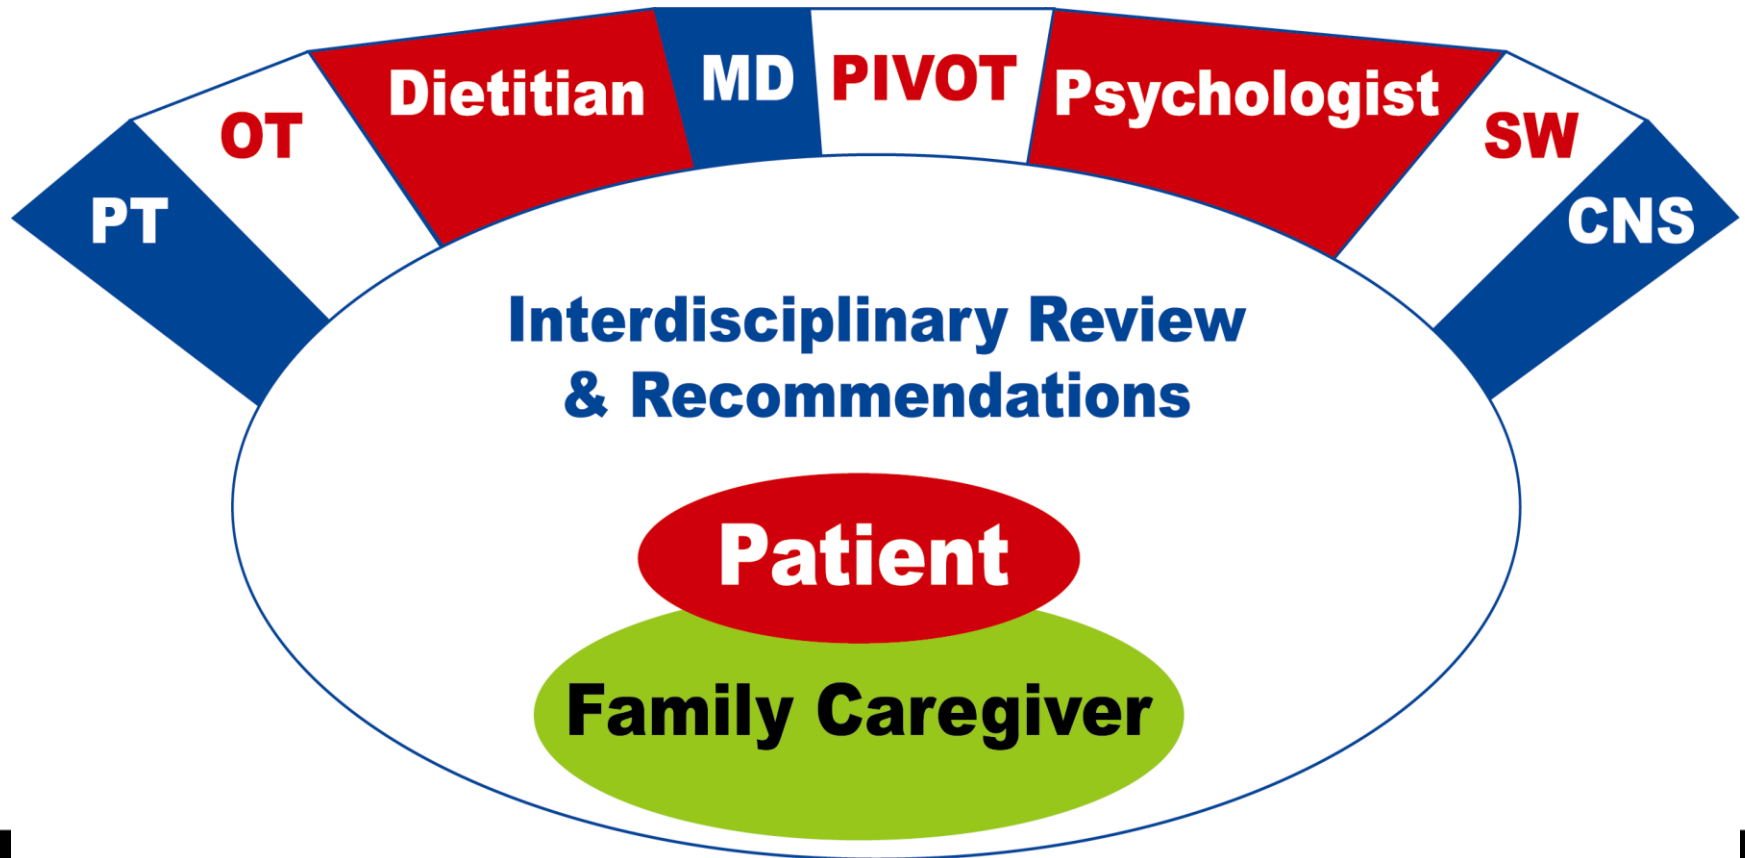 PT
OT
Dietitian
MD
PIVOT
Psychologist
SW
CNS
Interdisciplinary Review
& Recommendations
Patient
Family Caregiver